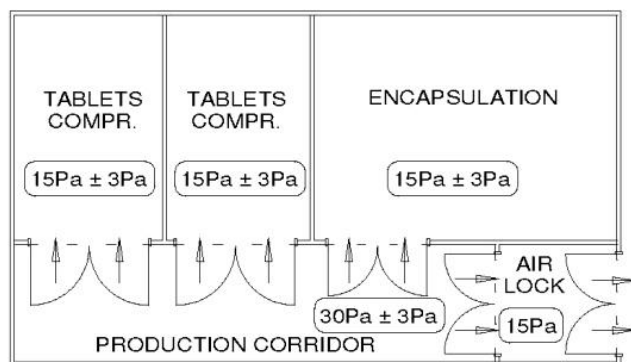 TABLETS
COMPR.
15Pa ± 3Pa
TABLETS
COMPR.
15Pa ± 3Pa
ENCAPSULATION
15Pa ± 3Pa
AIR
LOCK
15Pa
30Pa ± 3Pa
PRODUCTION CORRIDOR